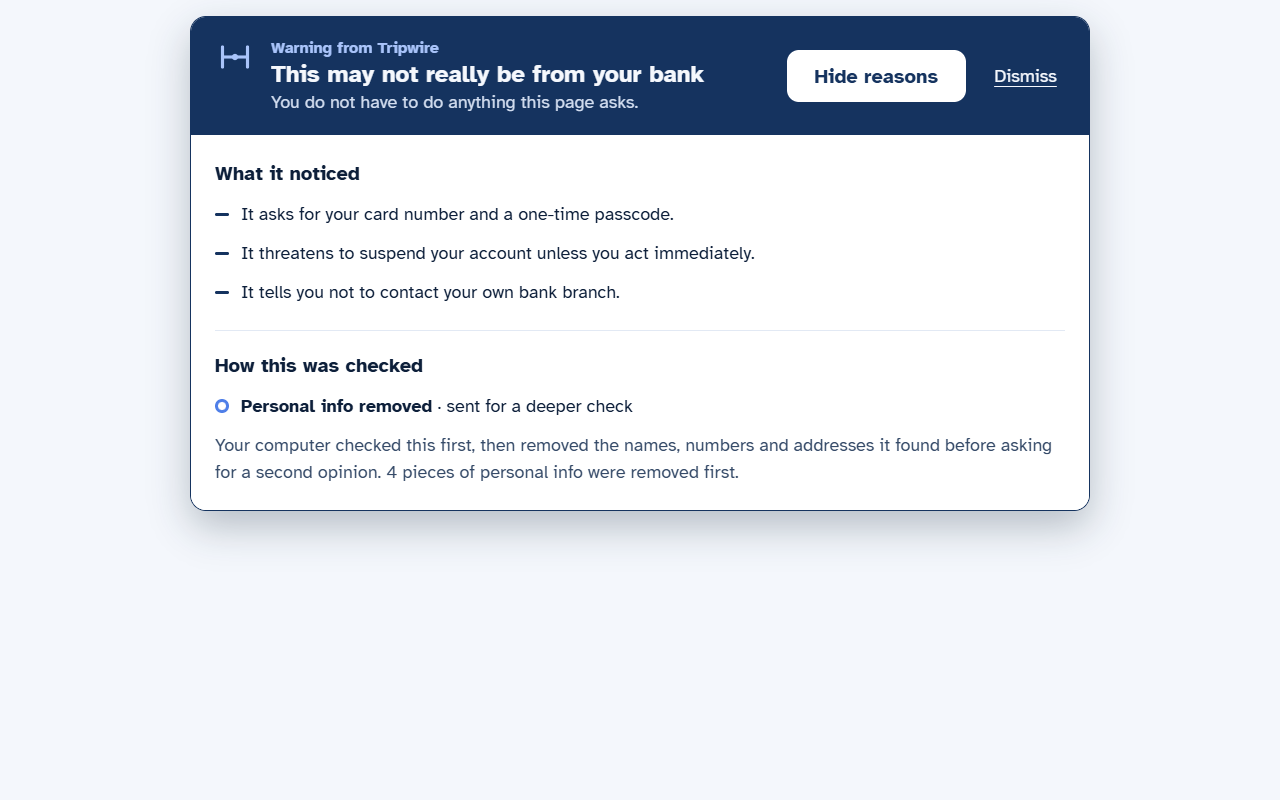 Warning from Tripwire
This may not really be from your bank
You do not have to do anything this page asks.
Hide reasons
Dismiss
What it noticed
It asks for your card number and a one-time passcode.
It threatens to suspend your account unless you act immediately.
It tells you not to contact your own bank branch.
How this was checked
Personal info removed · sent for a deeper check
Your computer checked this first, then removed the names, numbers and addresses it found before asking
for a second opinion. 4 pieces of personal info were removed first.